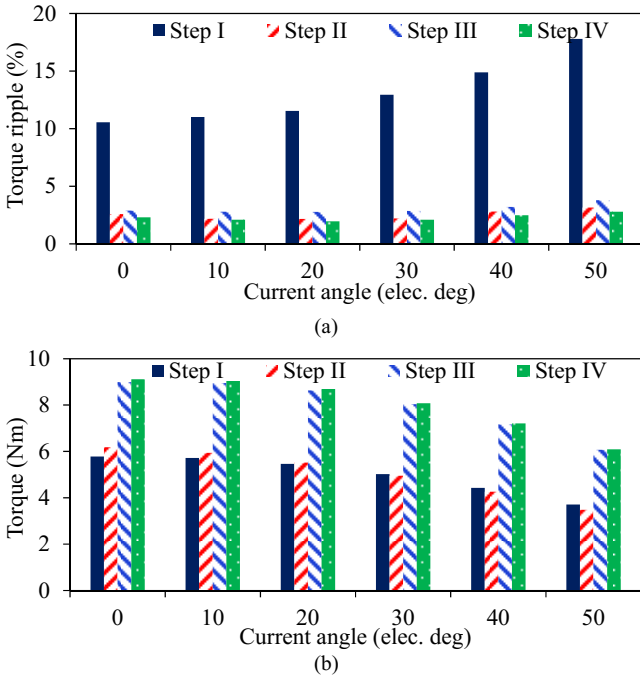 20
15
10
5
0
Torque ripple (%)
Step I Step II Step III Step IV
0 10 20 30 40 50
Current angle (elec. deg)
(a)
10
8
6
4
2
0
Torque (Nm)
Step I Step II Step III Step IV
0 10 20 30 40 50
Current angle (elec. deg)
(b)